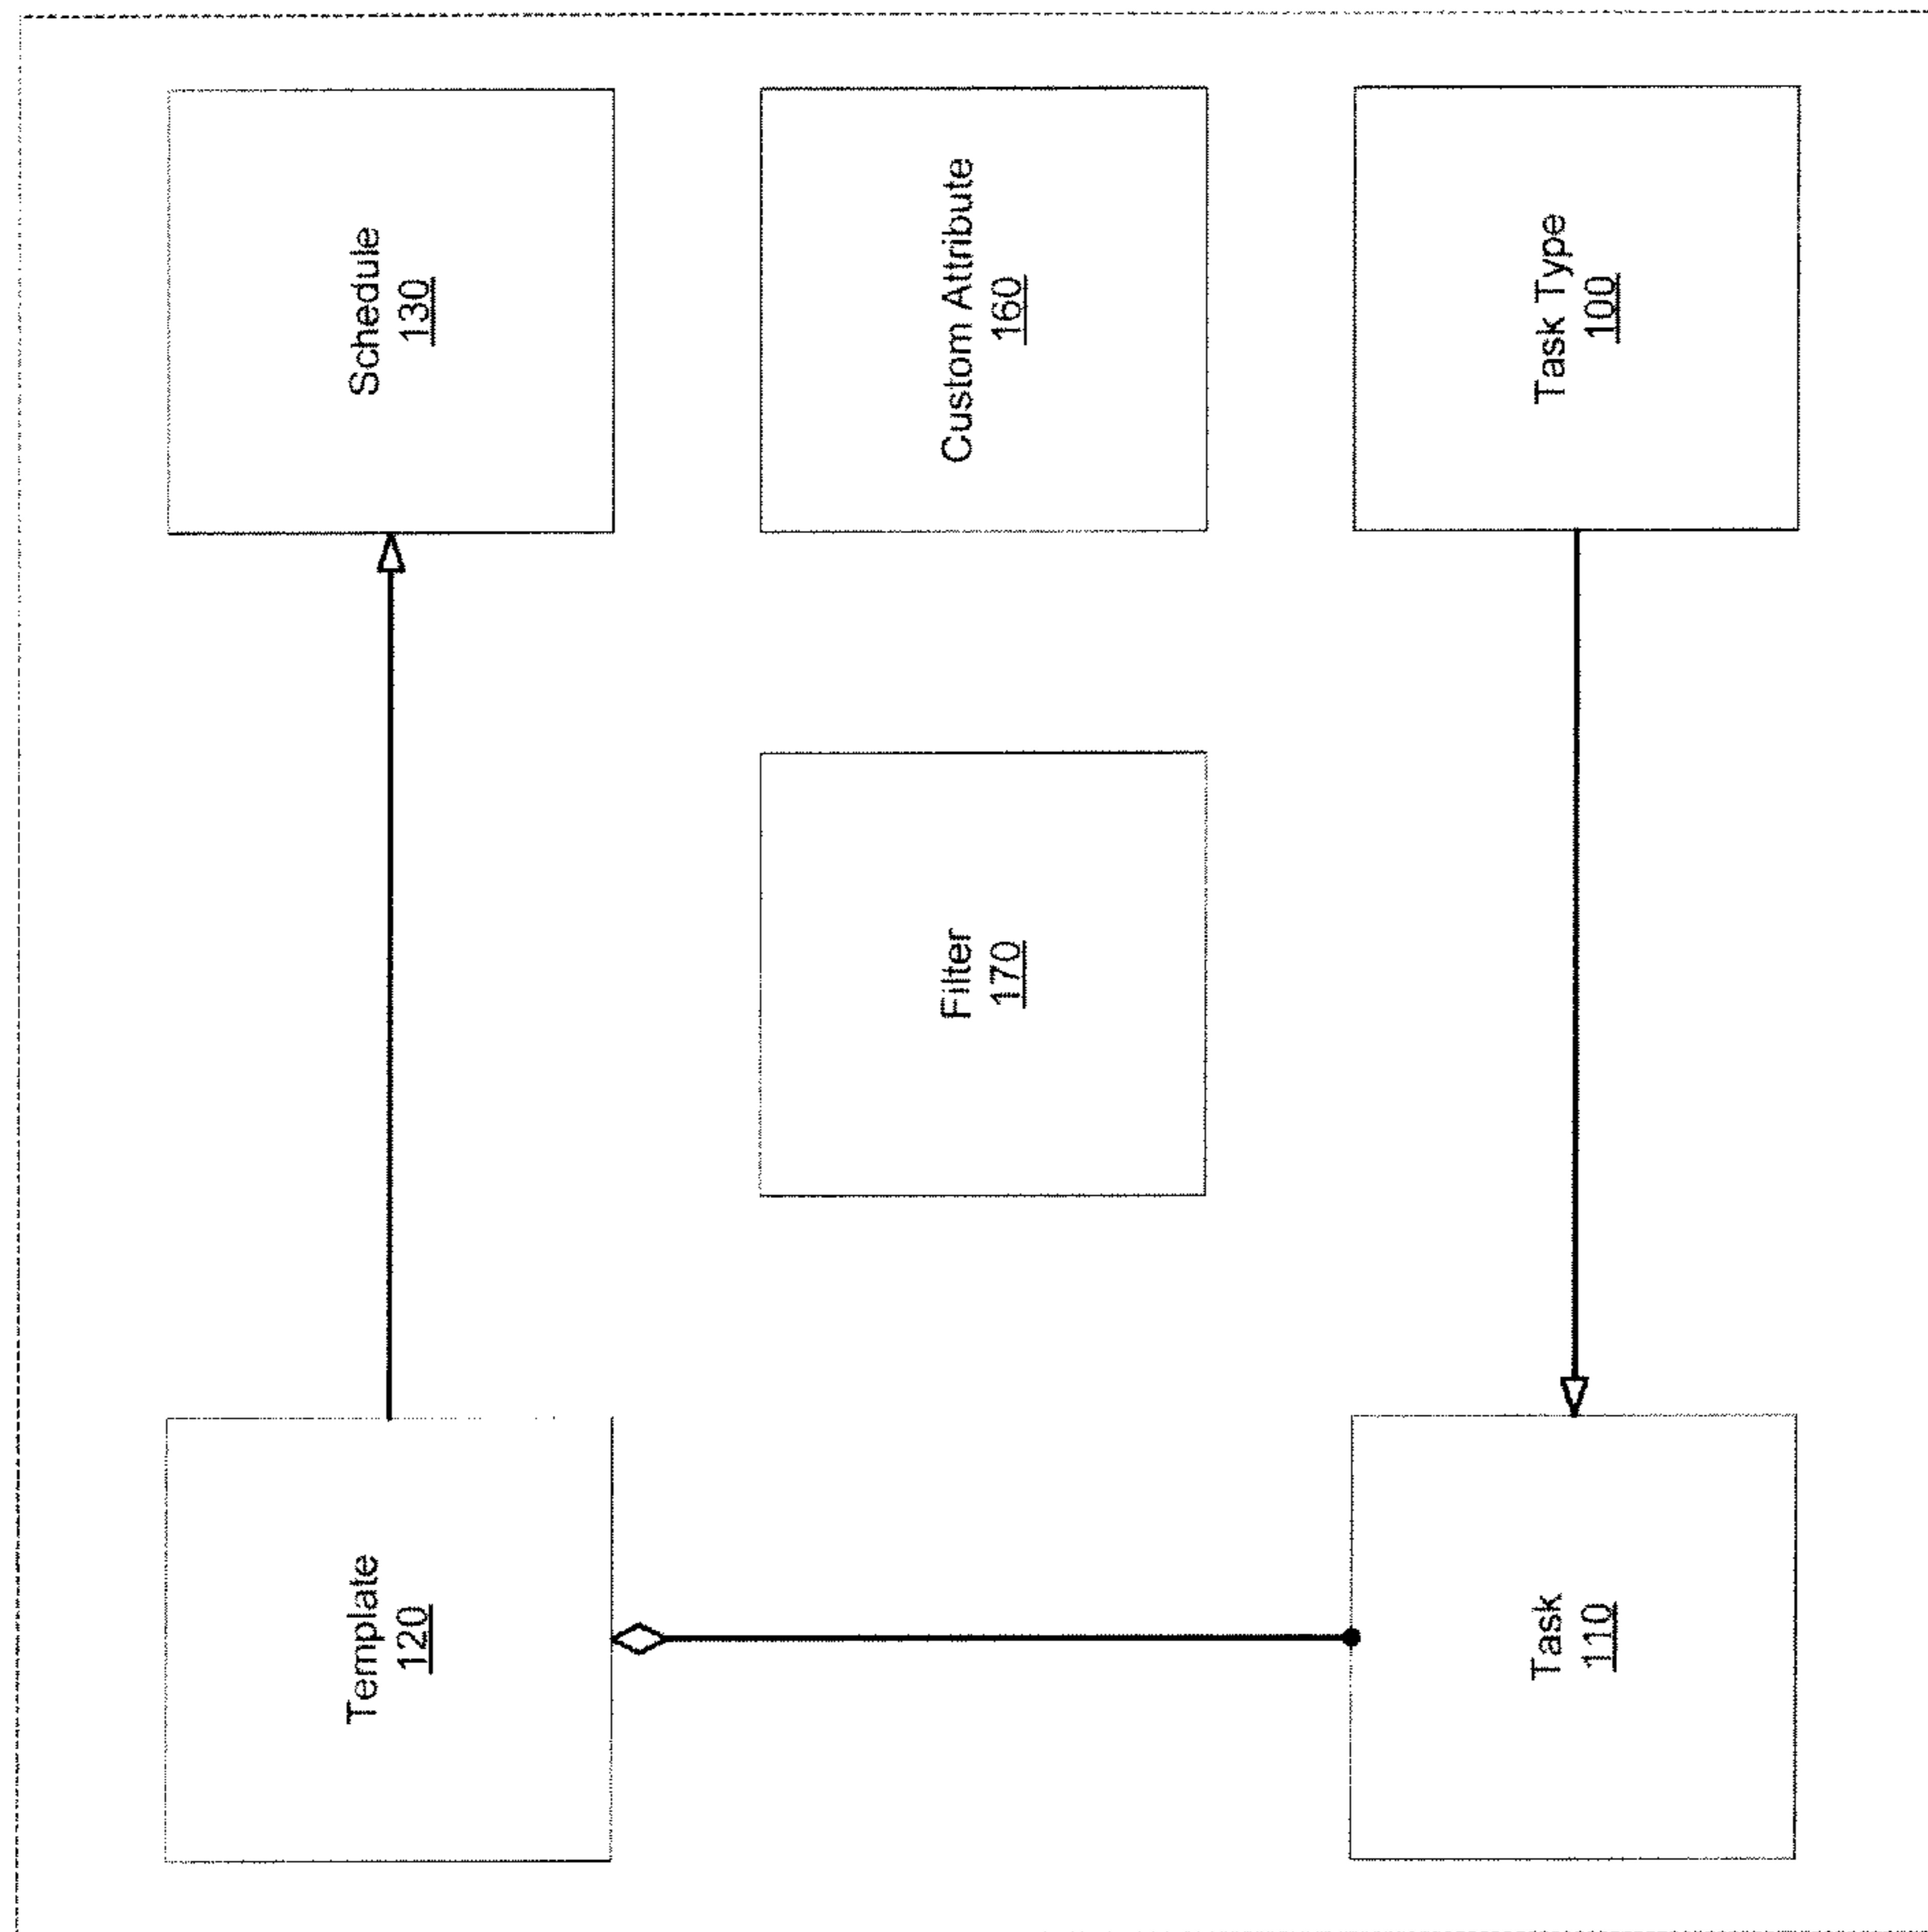 Template
120
Schedule
130
Filter
170
Custom Attribute
160
Task
110
Task Type
100